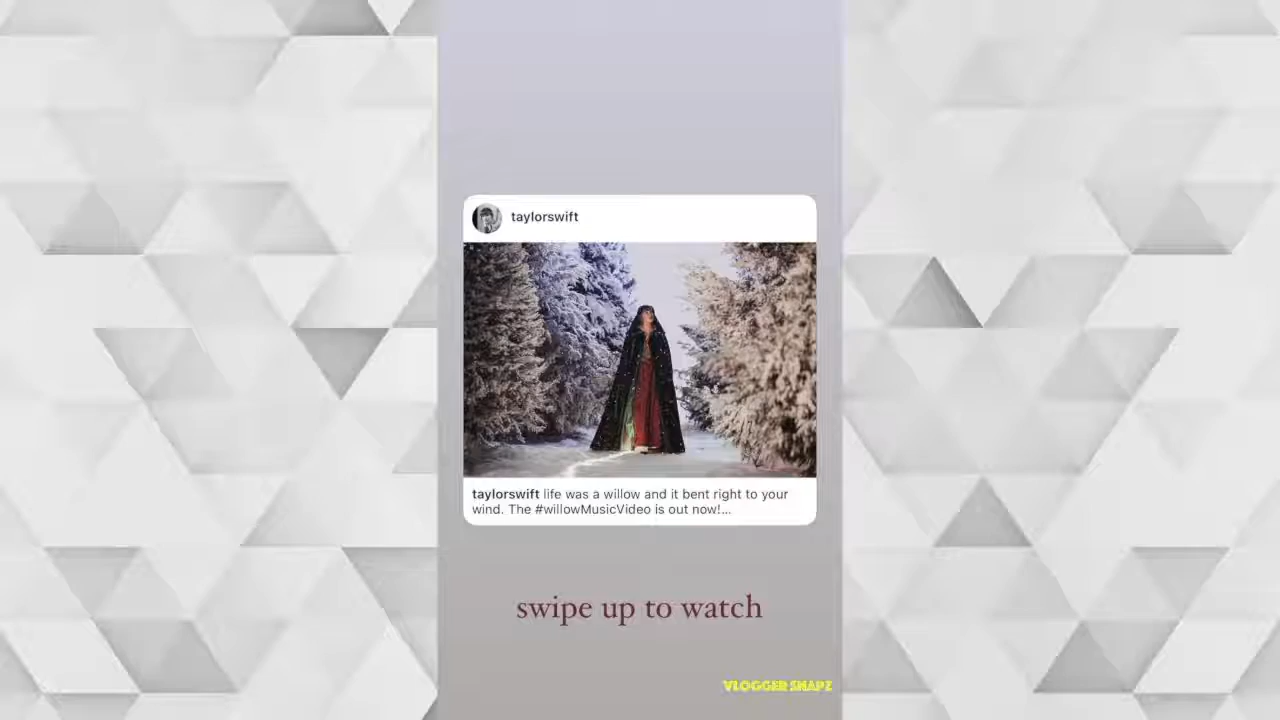 taylorswift
taylorswift life was a willow and it bent right to your
wind. The #willowMusicVideo is out now!...
swipe up to watch
VLOGGER SNAPZ